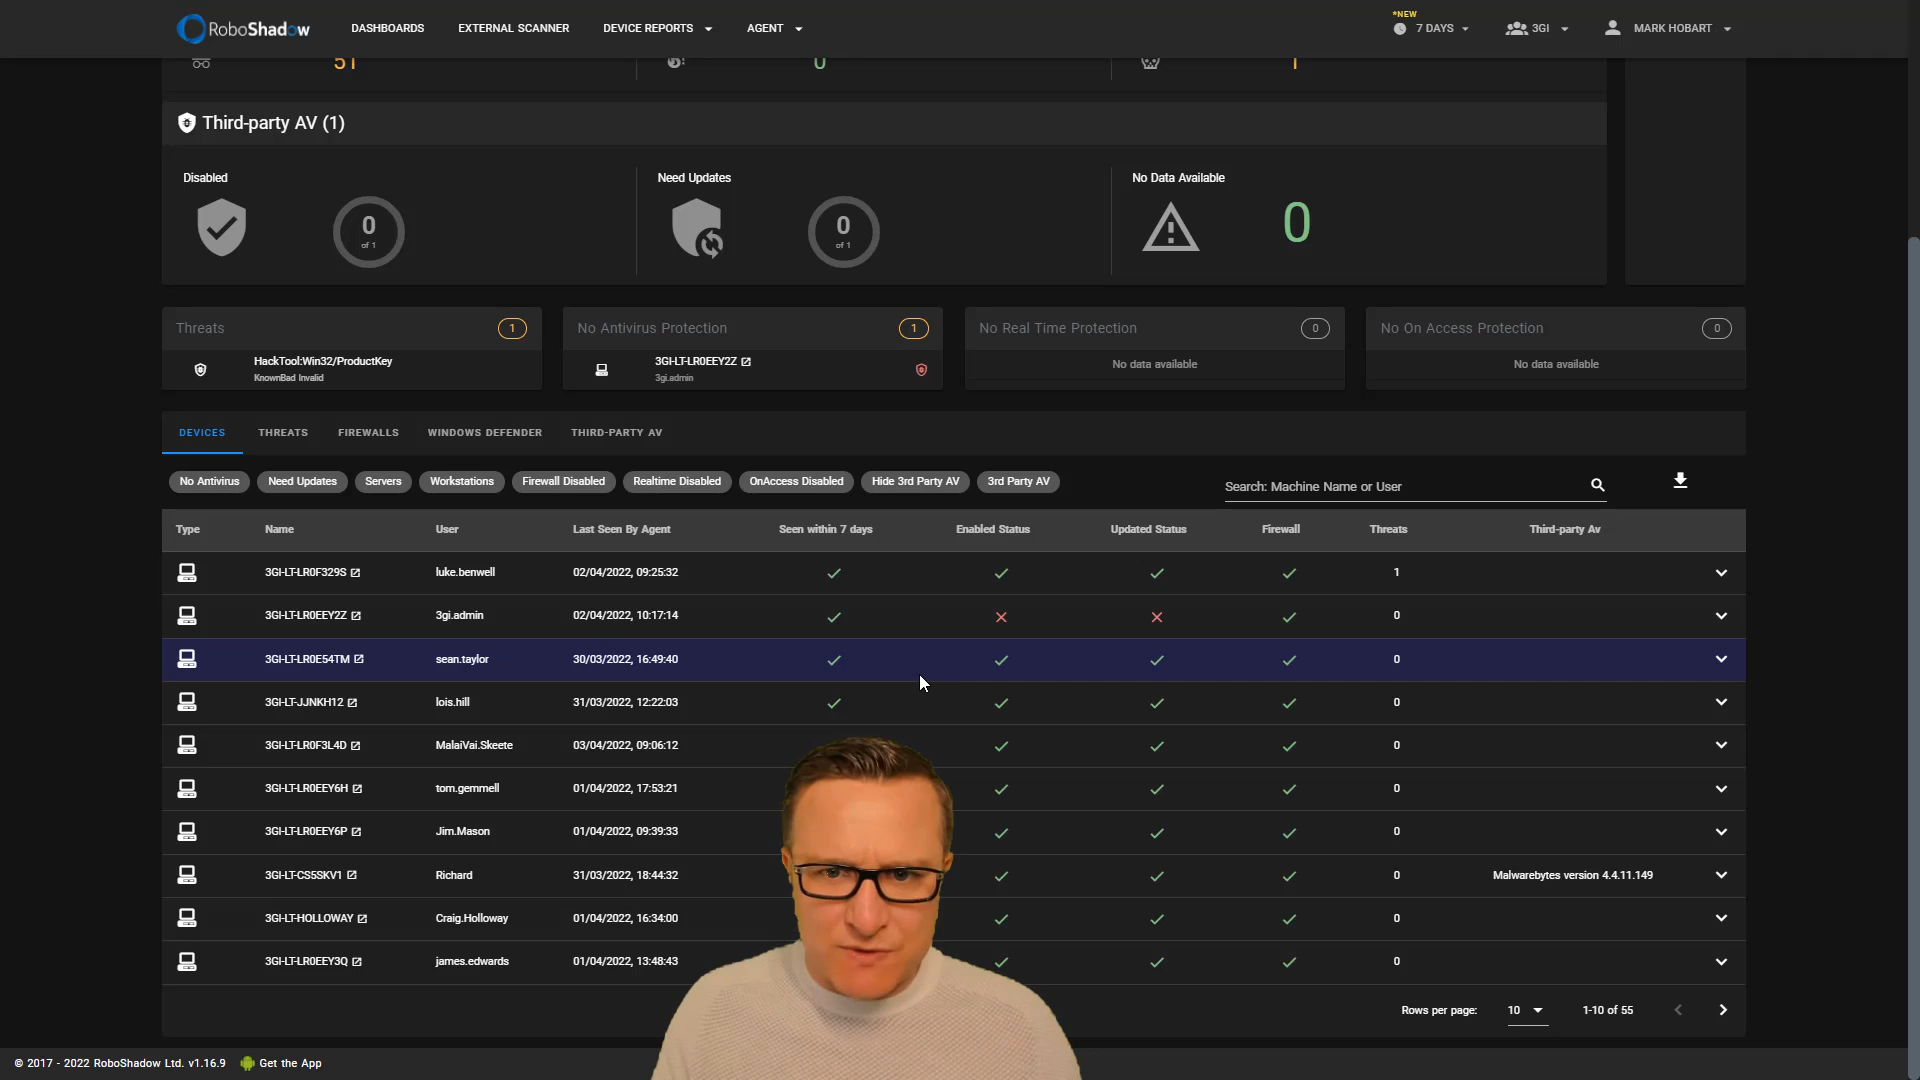 RoboShadow
DASHBOARDS
EXTERNAL SCANNER
DEVICE REPORTS
AGENT
*NEW
7 DAYS
3GI
MARK HOBART
51
0
1
Third-party AV (1)
Disabled
0
of 1
Need Updates
0
of 1
No Data Available
0
Threats
1
HackTool:Win32/ProductKey
KnownBad Invalid
No Antivirus Protection
1
3GI-LT-LR0EEY2Z
3gi.admin
No Real Time Protection
0
No data available
No On Access Protection
0
No data available
DEVICES THREATS FIREWALLS WINDOWS DEFENDER THIRD-PARTY AV
No Antivirus Need Updates Servers Workstations Firewall Disabled Realtime Disabled OnAccess Disabled Hide 3rd Party AV 3rd Party AV
Search: Machine Name or User
Type Name User Last Seen By Agent Seen within 7 days Enabled Status Updated Status Firewall Threats Third-party Av
3GI-LT-LR0F329S luke.benwell 02/04/2022, 09:25:32 1
3GI-LT-LR0EEY2Z 3gi.admin 02/04/2022, 10:17:14 0
3GI-LT-LR0E54TM sean.taylor 30/03/2022, 16:49:40 0
3GI-LT-JJNKH12 lois.hill 31/03/2022, 12:22:03 0
3GI-LT-LR0F3L4D MalaiVai.Skeete 03/04/2022, 09:06:12 0
3GI-LT-LR0EEY6H tom.gemmell 01/04/2022, 17:53:21 0
3GI-LT-LR0EEY6P Jim.Mason 01/04/2022, 09:39:33 0
3GI-LT-CS5SKV1 Richard 31/03/2022, 18:44:32 0 Malwarebytes version 4.4.11.149
3GI-LT-HOLLOWAY Craig.Holloway 01/04/2022, 16:34:00 0
3GI-LT-LR0EEY3Q james.edwards 01/04/2022, 13:48:43 0
Rows per page: 10 1-10 of 55
© 2017 - 2022 RoboShadow Ltd. v1.16.9 Get the App